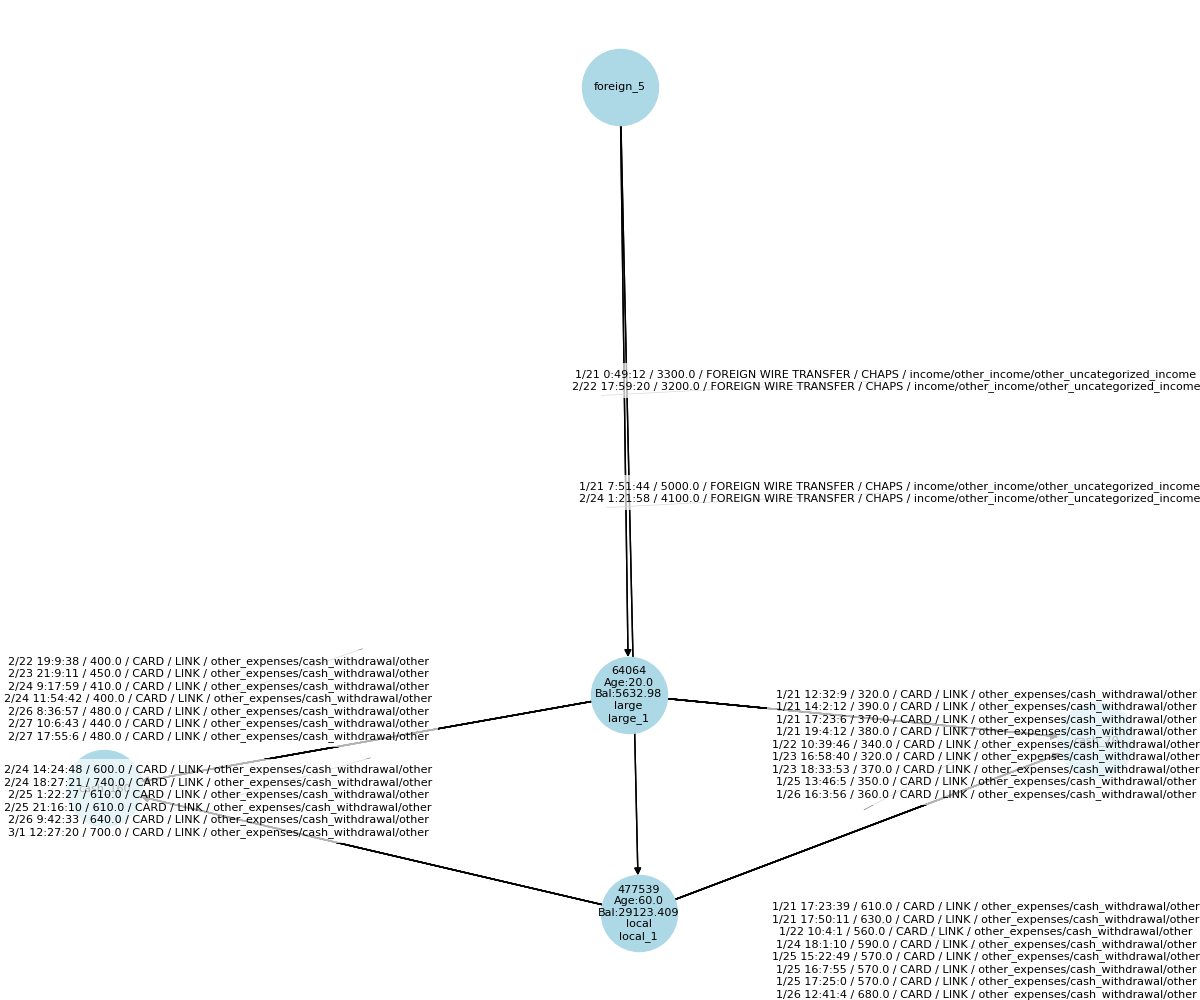 foreign_5
1/21 0:49:12 / 3300.0 / FOREIGN WIRE TRANSFER / CHAPS / income/other_income/other_uncategorized_income
2/22 17:59:20 / 3200.0 / FOREIGN WIRE TRANSFER / CHAPS / income/other_income/other_uncategorized_income
1/21 7:51:44 / 5000.0 / FOREIGN WIRE TRANSFER / CHAPS / income/other_income/other_uncategorized_income
2/24 1:21:58 / 4100.0 / FOREIGN WIRE TRANSFER / CHAPS / income/other_income/other_uncategorized_income
2/22 19:9:38 / 400.0 / CARD / LINK / other_expenses/cash_withdrawal/other
2/23 21:9:11 / 450.0 / CARD / LINK / other_expenses/cash_withdrawal/other
2/24 9:17:59 / 410.0 / CARD / LINK / other_expenses/cash_withdrawal/other
2/24 11:54:42 / 400.0 / CARD / LINK / other_expenses/cash_withdrawal/other
2/26 8:36:57 / 480.0 / CARD / LINK / other_expenses/cash_withdrawal/other
2/27 10:6:43 / 440.0 / CARD / LINK / other_expenses/cash_withdrawal/other
2/27 17:55:6 / 480.0 / CARD / LINK / other_expenses/cash_withdrawal/other
64064
Age:20.0
Bal:5632.98
large
large_1
1/21 12:32:9 / 320.0 / CARD / LINK / other_expenses/cash_withdrawal/other
1/21 14:2:12 / 390.0 / CARD / LINK / other_expenses/cash_withdrawal/other
1/21 17:23:6 / 370.0 / CARD / LINK / other_expenses/cash_withdrawal/other
1/21 19:4:12 / 380.0 / CARD / LINK / other_expenses/cash_withdrawal/other
1/22 10:39:46 / 340.0 / CARD / LINK / other_expenses/cash_withdrawal/other
1/23 16:58:40 / 320.0 / CARD / LINK / other_expenses/cash_withdrawal/other
1/23 18:33:53 / 370.0 / CARD / LINK / other_expenses/cash_withdrawal/other
1/25 13:46:5 / 350.0 / CARD / LINK / other_expenses/cash_withdrawal/other
1/26 16:3:56 / 360.0 / CARD / LINK / other_expenses/cash_withdrawal/other
2/24 14:24:48 / 600.0 / CARD / LINK / other_expenses/cash_withdrawal/other
2/24 18:27:21 / 740.0 / CARD / LINK / other_expenses/cash_withdrawal/other
2/25 1:22:27 / 610.0 / CARD / LINK / other_expenses/cash_withdrawal/other
2/25 21:16:10 / 610.0 / CARD / LINK / other_expenses/cash_withdrawal/other
2/26 9:42:33 / 640.0 / CARD / LINK / other_expenses/cash_withdrawal/other
3/1 12:27:20 / 700.0 / CARD / LINK / other_expenses/cash_withdrawal/other
477539
Age:60.0
Bal:29123.409
local
local_1
1/21 17:23:39 / 610.0 / CARD / LINK / other_expenses/cash_withdrawal/other
1/21 17:50:11 / 630.0 / CARD / LINK / other_expenses/cash_withdrawal/other
1/22 10:4:1 / 560.0 / CARD / LINK / other_expenses/cash_withdrawal/other
1/24 18:1:10 / 590.0 / CARD / LINK / other_expenses/cash_withdrawal/other
1/25 15:22:49 / 570.0 / CARD / LINK / other_expenses/cash_withdrawal/other
1/25 16:7:55 / 570.0 / CARD / LINK / other_expenses/cash_withdrawal/other
1/25 17:25:0 / 570.0 / CARD / LINK / other_expenses/cash_withdrawal/other
1/26 12:41:4 / 680.0 / CARD / LINK / other_expenses/cash_withdrawal/other